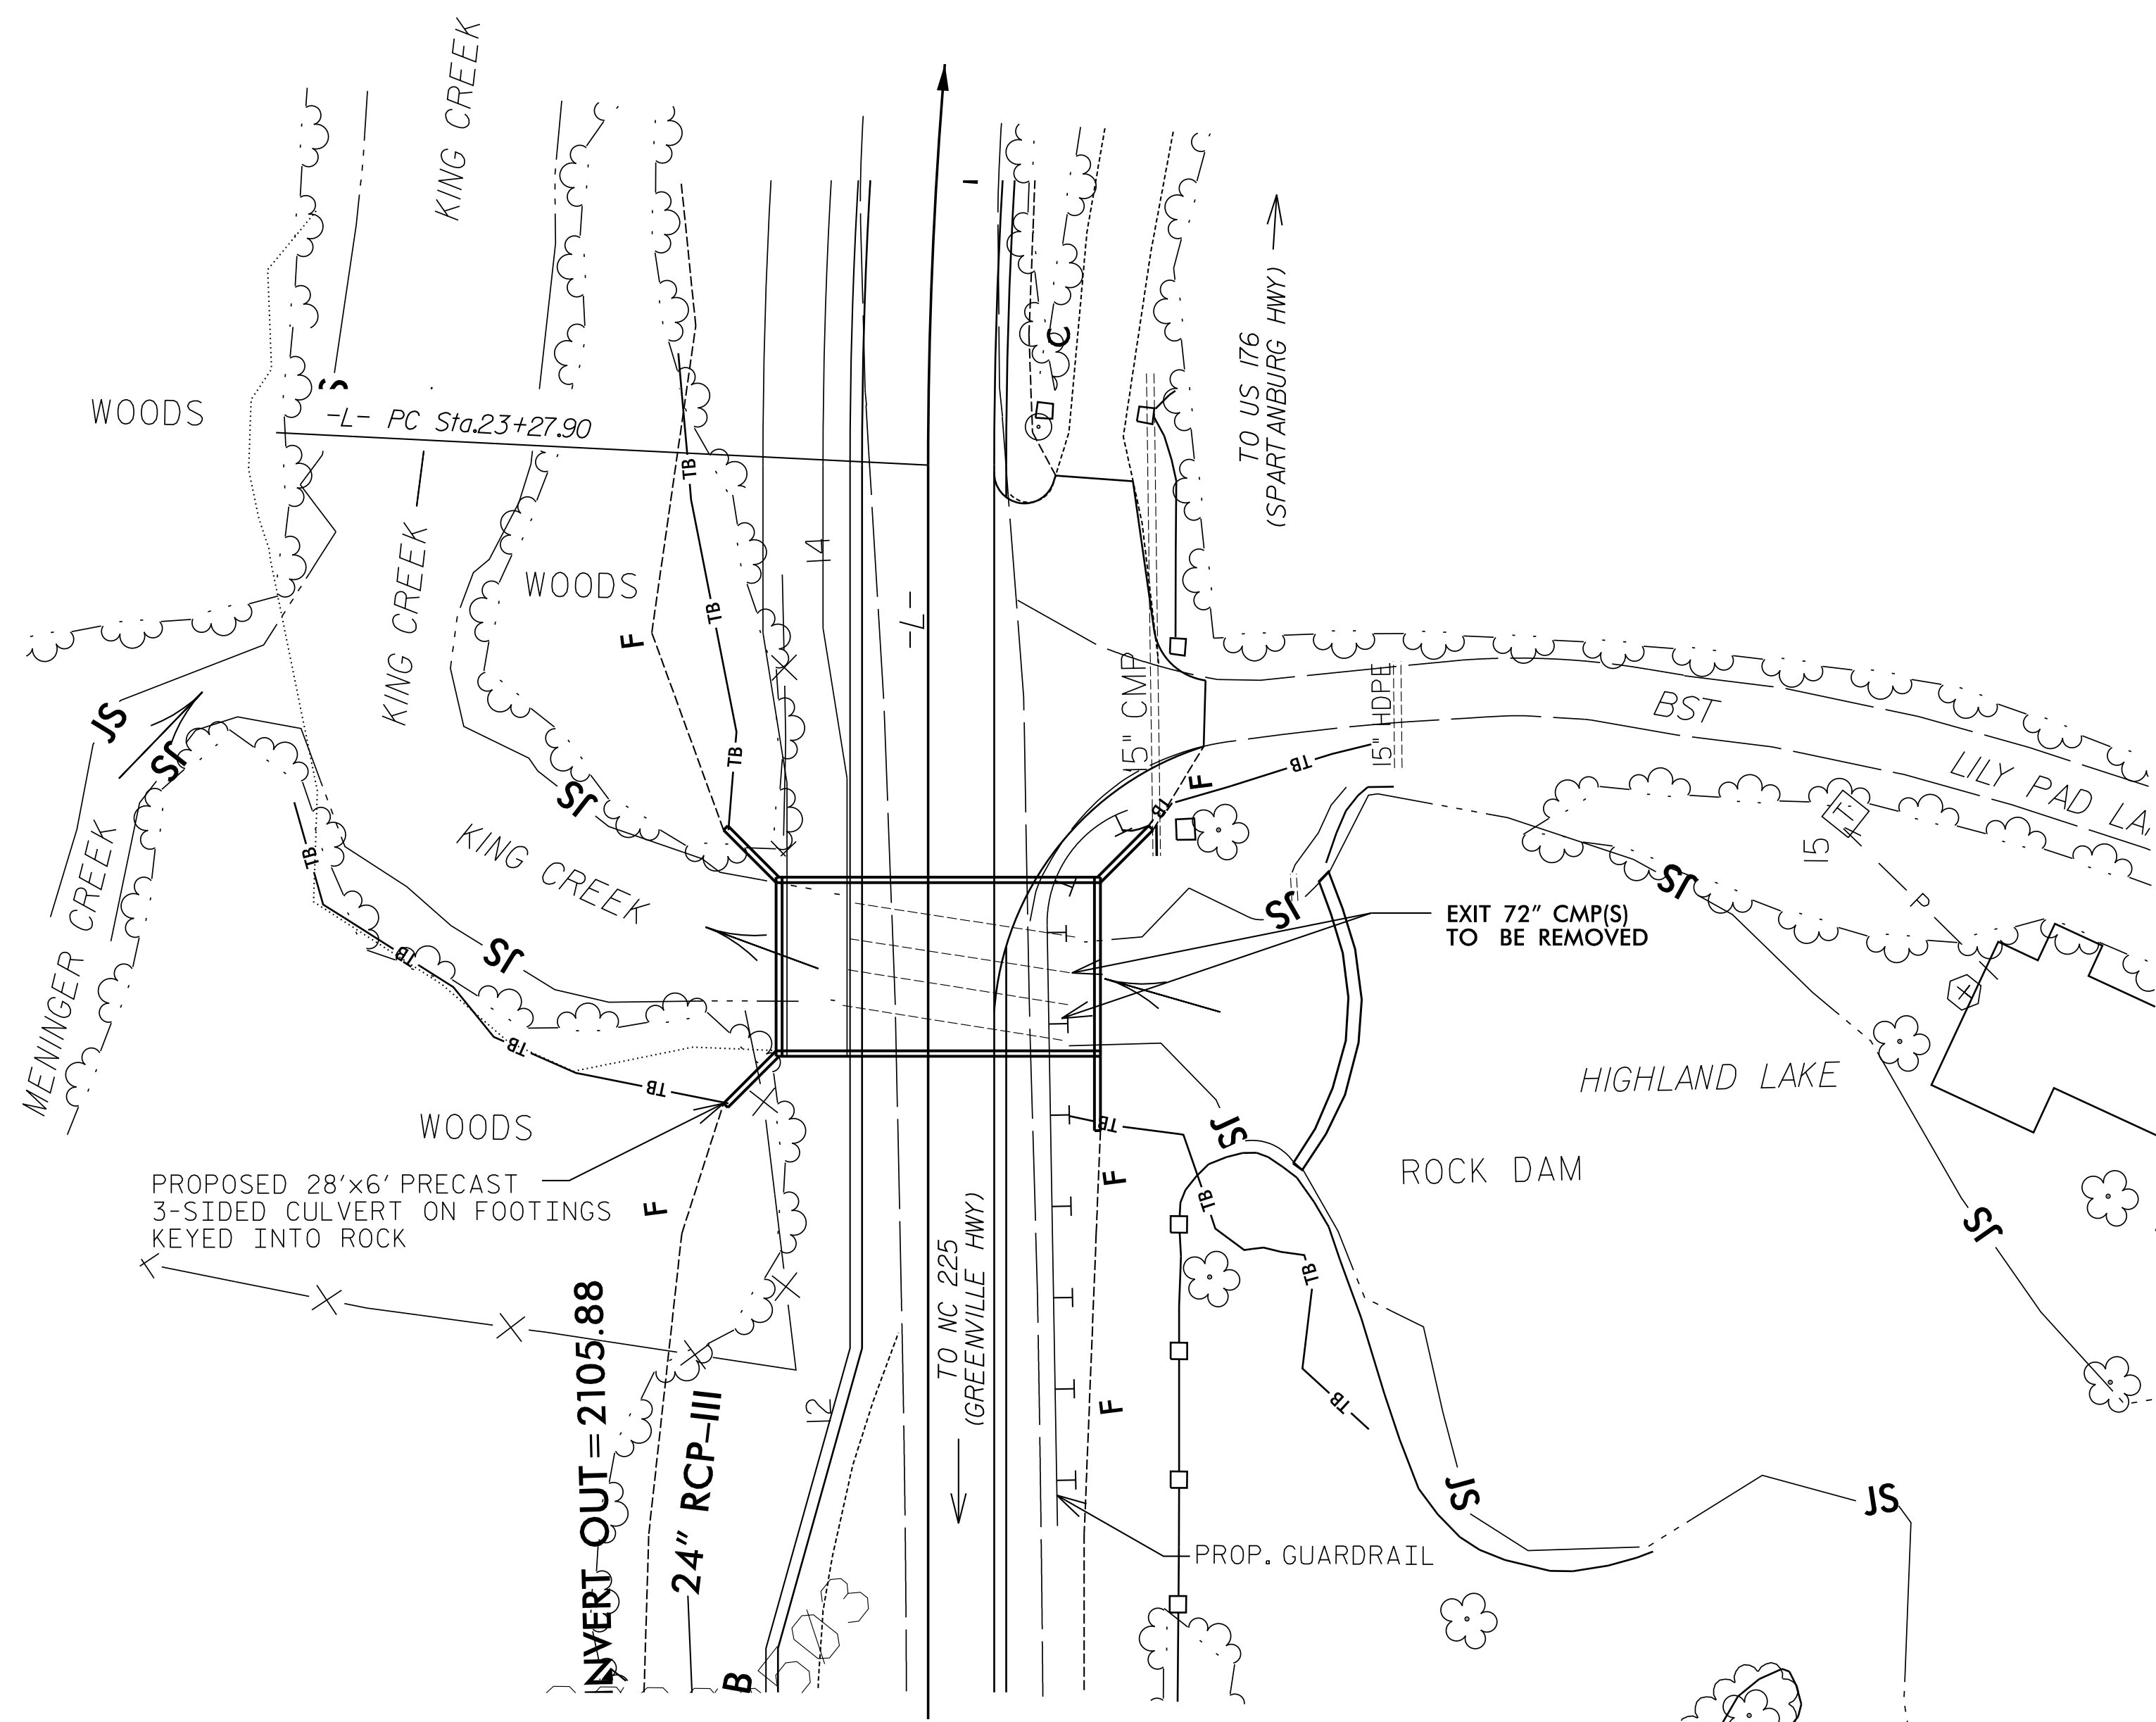 KING CREEK
C
TO US 176
(SPARTANBURG HWY)
WOODS
S
-L- PC Sta.23+27.90
TB
14
WOODS
KING CREEK
F
TB
-L-
15" CMP
15" HDPE
BST
LILY PAD LA
JS
JS
TB
JS
F
TB
TB
15
P
KING CREEK
TB
MENINGER CREEK
JS
JS
JS
EXIT 72" CMP(S)
TO BE REMOVED
TB
TB
TB
HIGHLAND LAKE
WOODS
TB
JS
ROCK DAM
PROPOSED 28'x6' PRECAST
3-SIDED CULVERT ON FOOTINGS
KEYED INTO ROCK
F
F
TB
JS
TO NC 225
(GREENVILLE HWY)
TB
INVERT OUT=2105.88
24" RCP-III
12
F
TB
JS
JS
PROP. GUARDRAIL
B